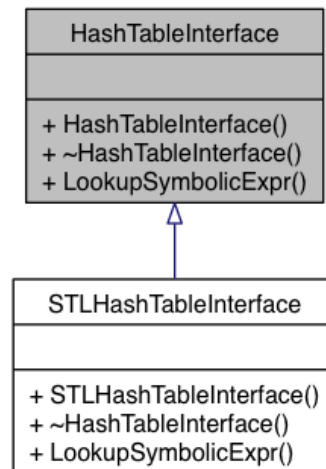 HashTableInterface
+ HashTableInterface()
+ ~HashTableInterface()
+ LookupSymbolicExpr()
STLHashTableInterface
+ STLHashTableInterface()
+ ~HashTableInterface()
+ LookupSymbolicExpr()